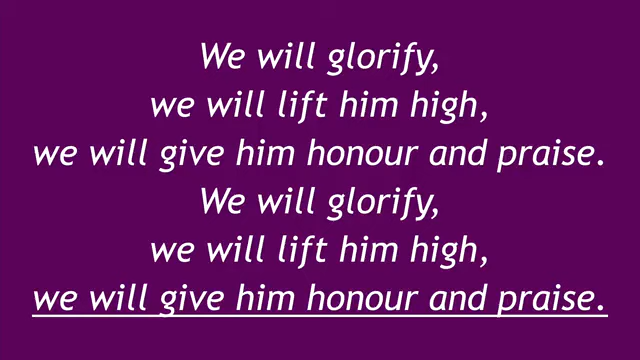 We will glorify,
we will lift him high,
we will give him honour and praise.
We will glorify,
we will lift him high,
we will give him honour and praise.